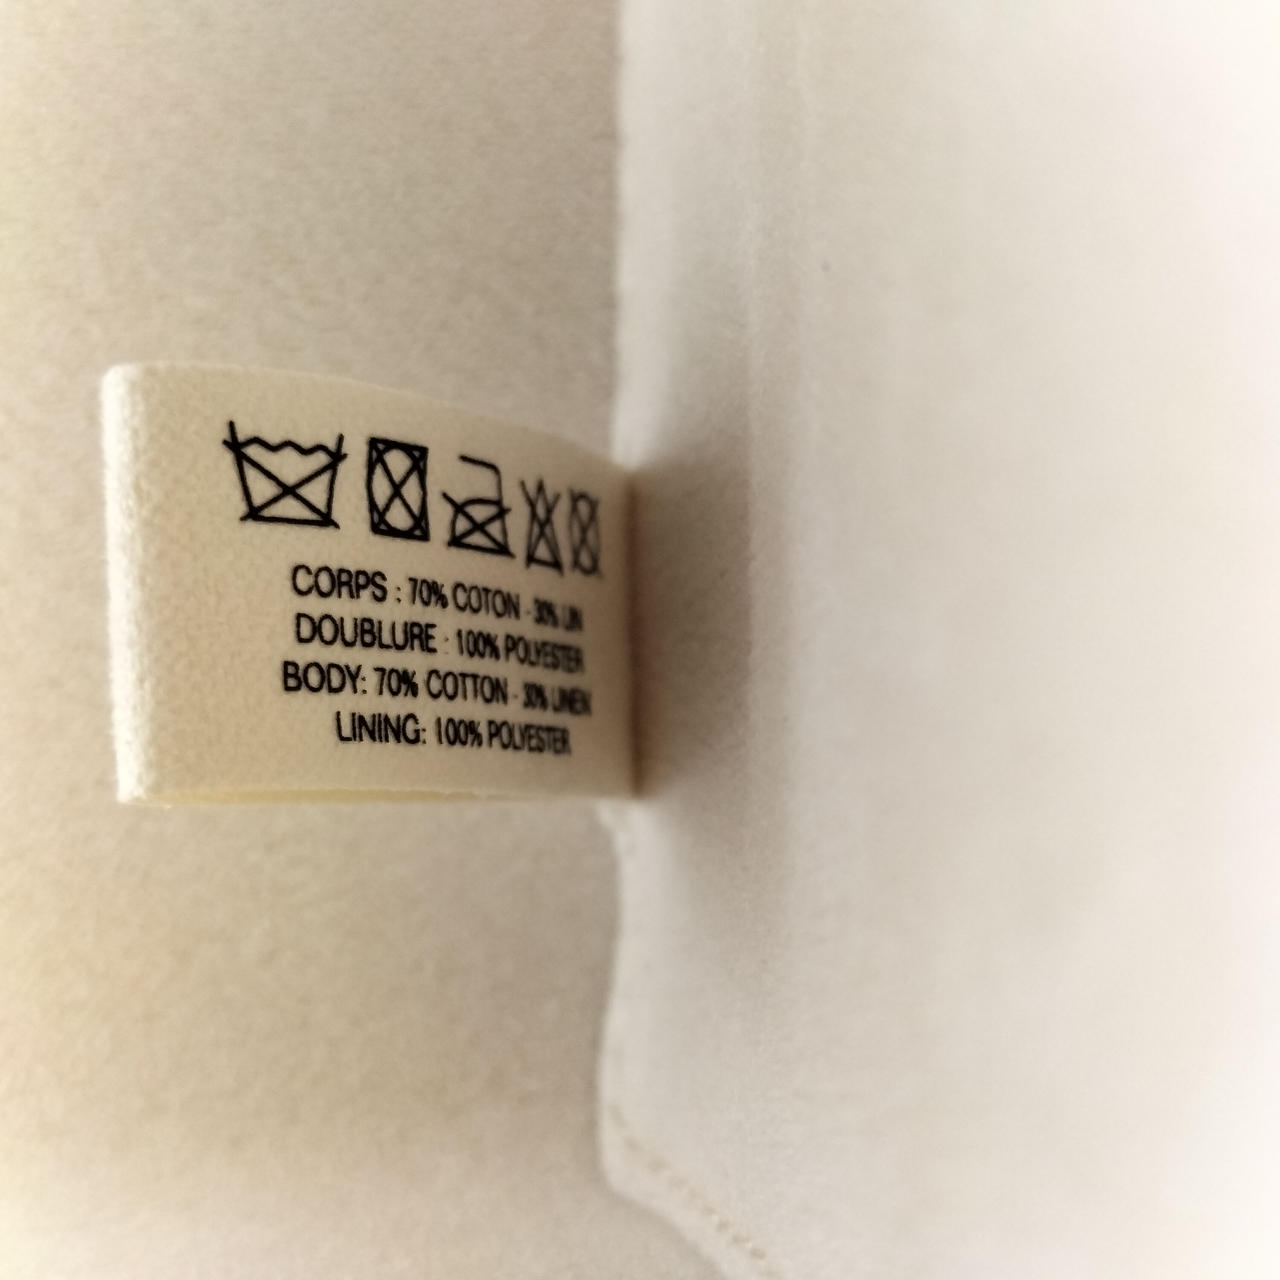 CORPS : 70% COTON - 30% LIN
DOUBLURE : 100% POLYESTER
BODY: 70% COTTON - 30% LINEN
LINING: 100% POLYESTER